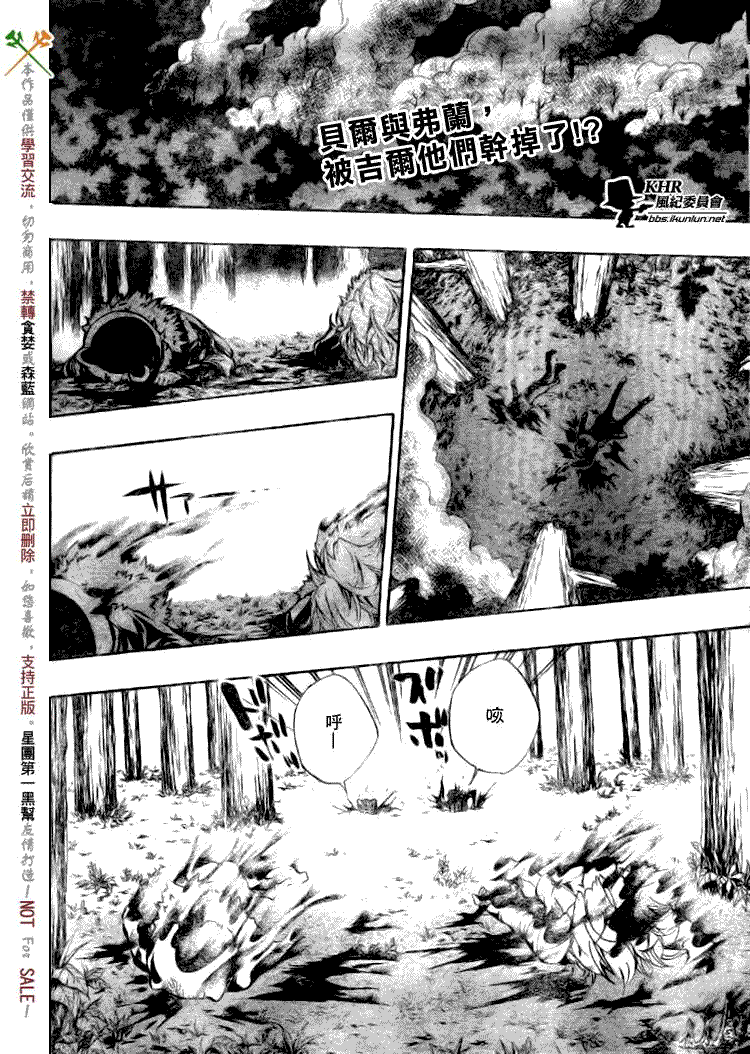 貝爾與弗蘭，
被吉爾他們幹掉了!?
KHR
風紀委員會
bbs.ikunlun.net
サァー
ズボッ
ドボッ
咳
呼—
本作品僅供學習交流，切勿商用，禁轉貪婪或森藍網站。欣賞后請立即删除，如您喜歡，支持正版。星團第一黑幫友情打造！NOT For SALE！